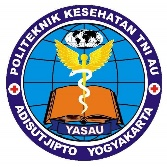 POLITEKNIK KESEHATAN TNI AU
YASAU
ADISUTJIPTO YOGYAKARTA